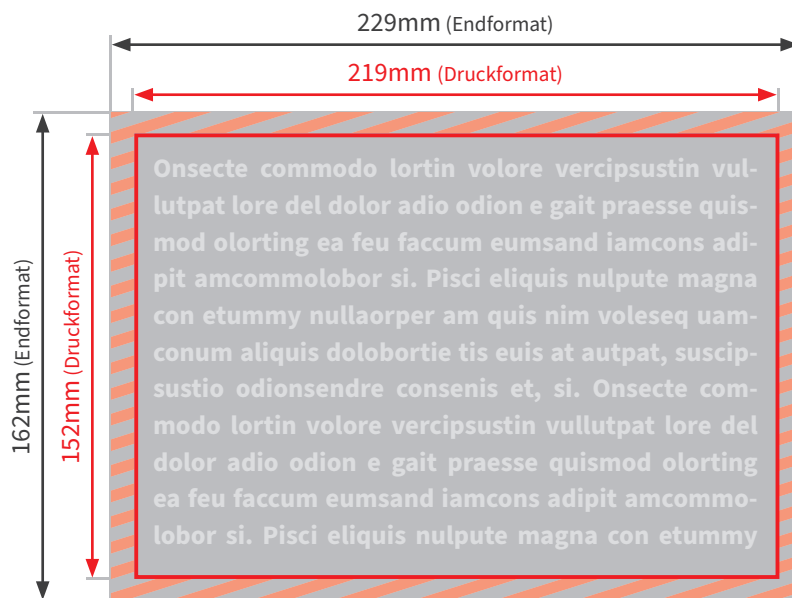 229mm (Endformat)
219mm (Druckformat)
162mm (Endformat)
152mm (Druckformat)
Onsecte commodo lortin volore vercipsustin vul-
lutpat lore del dolor adio odion e gait praesse quis-
mod olorting ea feu faccum eumsand iamcons adi-
pit amcommolobor si. Pisci eliquis nulpute magna
con etummy nullaorper am quis nim voleseq uam-
conum aliquis dolobortie tis euis at autpat, suscip-
sustio odionsendre consenis et, si. Onsecte com-
modo lortin volore vercipsustin vullutpat lore del
dolor adio odion e gait praesse quismod olorting
ea feu faccum eumsand iamcons adipit amcommo-
lobor si. Pisci eliquis nulpute magna con etummy